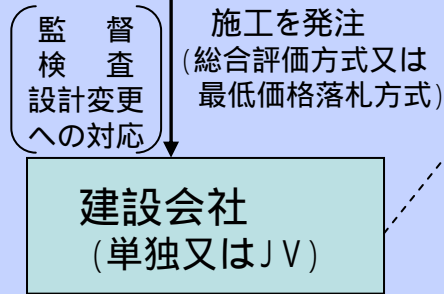 監　督
検　査
設計変更
への対応
施工を発注
(総合評価方式又は
最低価格落札方式)
建設会社
(単独又はＪＶ)